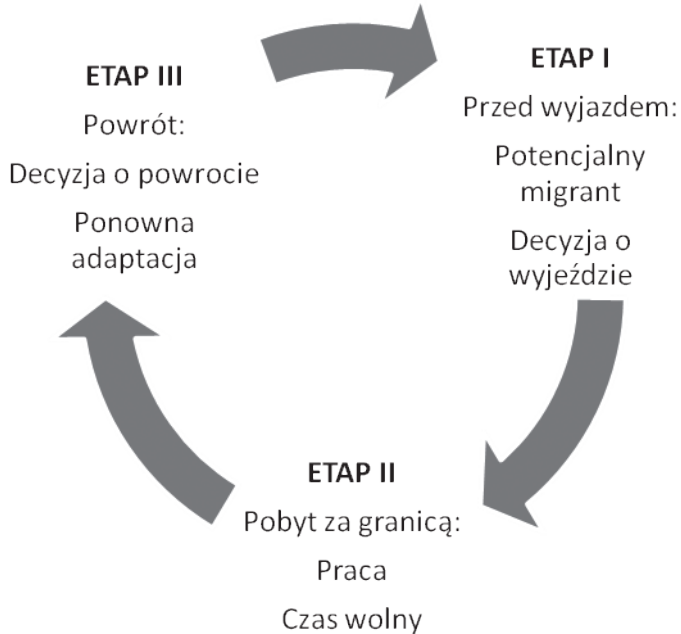 ETAP I
Przed wyjazdem:
Potencjalny
migrant
Decyzja o
wyjeździe
ETAP II
Pobyt za granicą:
Praca
Czas wolny
ETAP III
Powrót:
Decyzja o powrocie
Ponowna
adaptacja